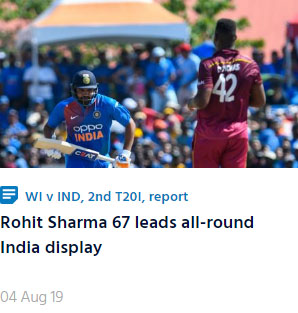 42
OPPO
INDIA
CEAT
WI v IND, 2nd T20I, report
Rohit Sharma 67 leads all-round
India display
04 Aug 19